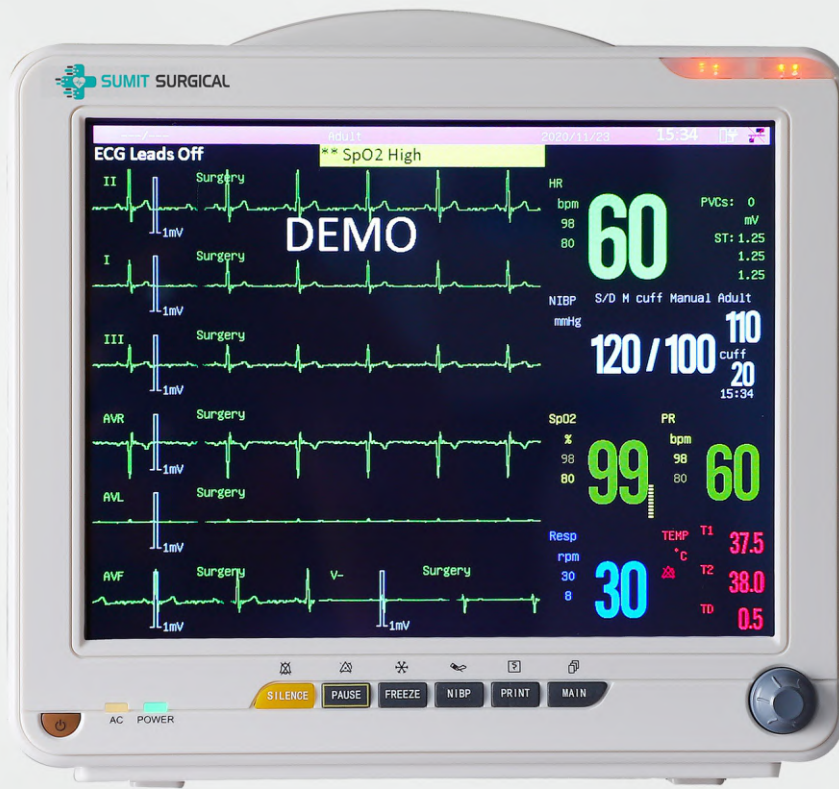 SUMIT SURGICAL
Adult 2020/11/23 15:34
ECG Leads Off ** SpO2 High
II Surgery
1mV
DEMO
I Surgery
1mV
III Surgery
1mV
AVR Surgery
1mV
AVL Surgery
1mV
AVF Surgery V- Surgery
1mV 1mV
HR
bpm
98
80
60
PVCs: 0
mV
ST: 1.25
1.25
1.25
NIBP S/D M cuff Manual Adult
mmHg
120 / 100
110
cuff
20
15:34
SpO2
%
98
80
99
PR
bpm
98
80
60
Resp
rpm
30
8
30
TEMP
°C
T1 37.5
T2 38.0
TD 0.5
SILENCE PAUSE FREEZE NIBP PRINT MAIN
AC POWER